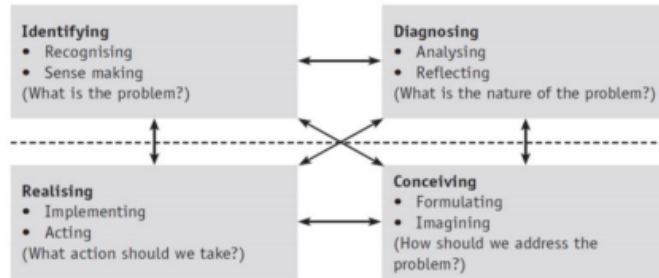 Identifying
• Recognising
• Sense making
(What is the problem?)
Diagnosing
• Analysing
• Reflecting
(What is the nature of the problem?)
Realising
• Implementing
• Acting
(What action should we take?)
Conceiving
• Formulating
• Imagining
(How should we address the
problem?)